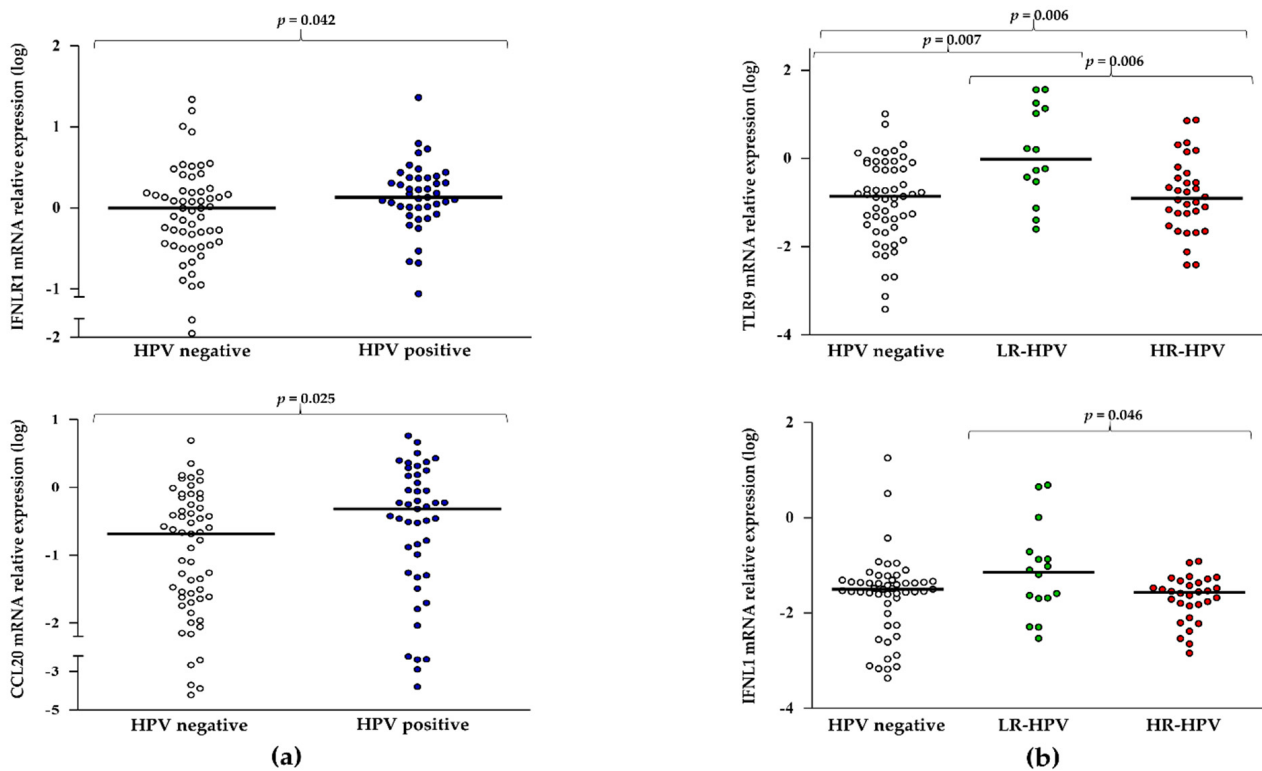 p = 0.042
IFNLR1 mRNA relative expression (log)
2
1
0
-1
-2
HPV negative
HPV positive
p = 0.006
p = 0.007
p = 0.006
TLR9 mRNA relative expression (log)
2
0
-2
-4
HPV negative
LR-HPV
HR-HPV
p = 0.025
CCL20 mRNA relative expression (log)
1
0
-1
-2
-3
-5
HPV negative
HPV positive
(a)
p = 0.046
IFNL1 mRNA relative expression (log)
2
0
-2
-4
HPV negative
LR-HPV
HR-HPV
(b)